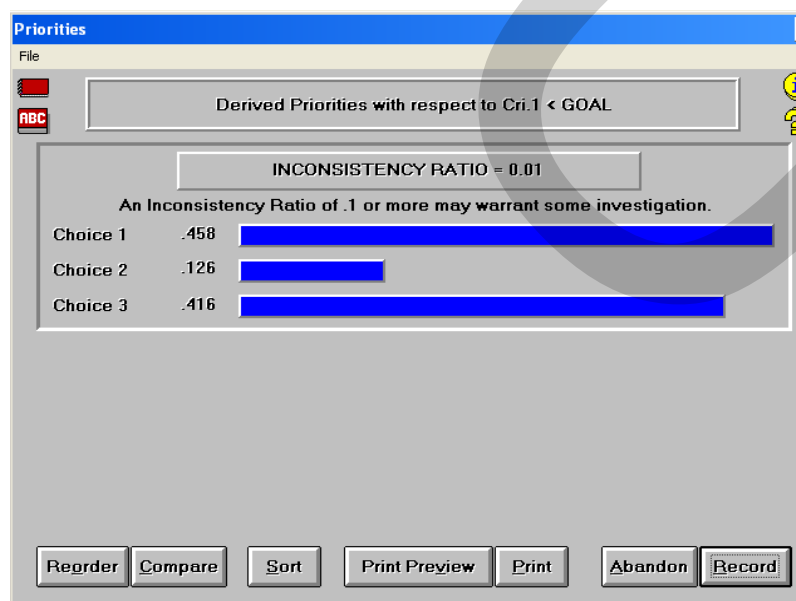 Priorities
File
ABC
Derived Priorities with respect to Cri.1 < GOAL
INCONSISTENCY RATIO = 0.01
An Inconsistency Ratio of .1 or more may warrant some investigation.
Choice 1 .458
Choice 2 .126
Choice 3 .416
Reorder Compare Sort Print Preview Print Abandon Record